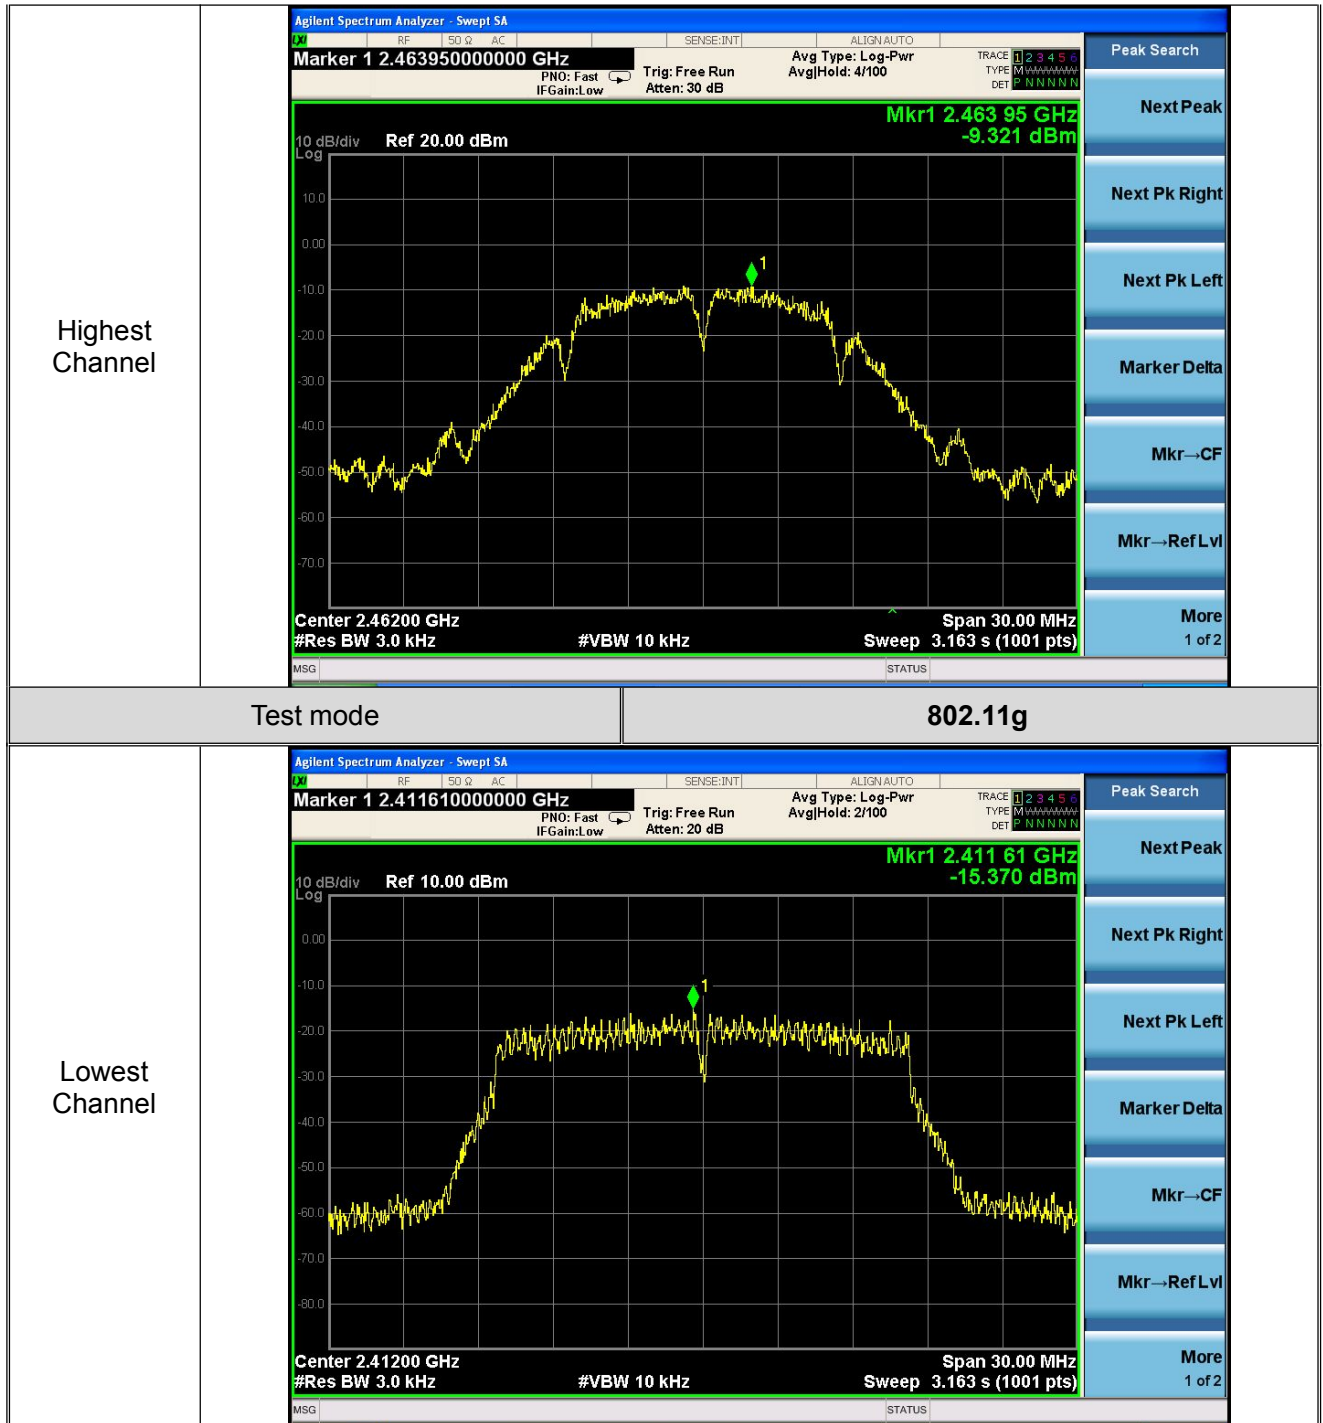 Highest
Channel
Agilent Spectrum Analyzer - Swept SA
LXI RF 50 Ω AC SENSE:INT ALIGN AUTO
Marker 1 2.463950000000 GHz
PNO: Fast
IFGain:Low
Trig: Free Run
Atten: 30 dB
Avg Type: Log-Pwr
Avg|Hold: 4/100
TRACE 1 2 3 4 5 6
TYPE M
DET P N N N N N
Mkr1 2.463 95 GHz
-9.321 dBm
10 dB/div Ref 20.00 dBm
Log
10.0
0.00
-10.0
-20.0
-30.0
-40.0
-50.0
-60.0
-70.0
1
Center 2.46200 GHz Span 30.00 MHz
#Res BW 3.0 kHz #VBW 10 kHz Sweep 3.163 s (1001 pts)
MSG STATUS
Peak Search
Next Peak
Next Pk Right
Next Pk Left
Marker Delta
Mkr→CF
Mkr→Ref Lvl
More
1 of 2
Test mode 802.11g
Lowest
Channel
Agilent Spectrum Analyzer - Swept SA
LXI RF 50 Ω AC SENSE:INT ALIGN AUTO
Marker 1 2.411610000000 GHz
PNO: Fast
IFGain:Low
Trig: Free Run
Atten: 20 dB
Avg Type: Log-Pwr
Avg|Hold: 2/100
TRACE 1 2 3 4 5 6
TYPE M
DET P N N N N N
Mkr1 2.411 61 GHz
-15.370 dBm
10 dB/div Ref 10.00 dBm
Log
0.00
-10.0
-20.0
-30.0
-40.0
-50.0
-60.0
-70.0
-80.0
1
Center 2.41200 GHz Span 30.00 MHz
#Res BW 3.0 kHz #VBW 10 kHz Sweep 3.163 s (1001 pts)
MSG STATUS
Peak Search
Next Peak
Next Pk Right
Next Pk Left
Marker Delta
Mkr→CF
Mkr→Ref Lvl
More
1 of 2